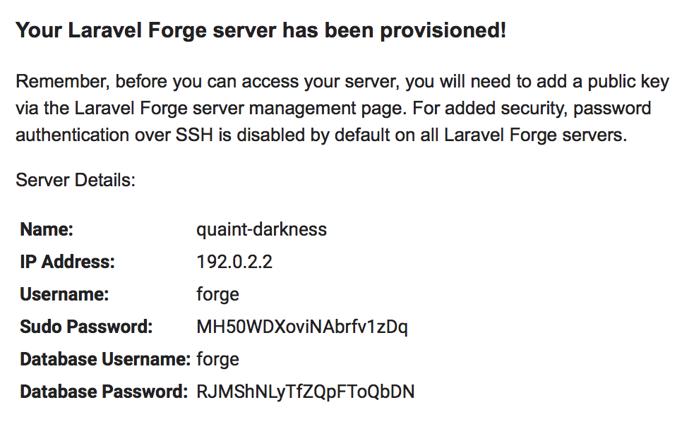 Your Laravel Forge server has been provisioned!
Remember, before you can access your server, you will need to add a public key
via the Laravel Forge server management page. For added security, password
authentication over SSH is disabled by default on all Laravel Forge servers.
Server Details:
Name: quaint-darkness
IP Address: 192.0.2.2
Username: forge
Sudo Password: MH50WDXoviNAbrfv1zDq
Database Username: forge
Database Password: RJMShNLyTfZQpFToQbDN